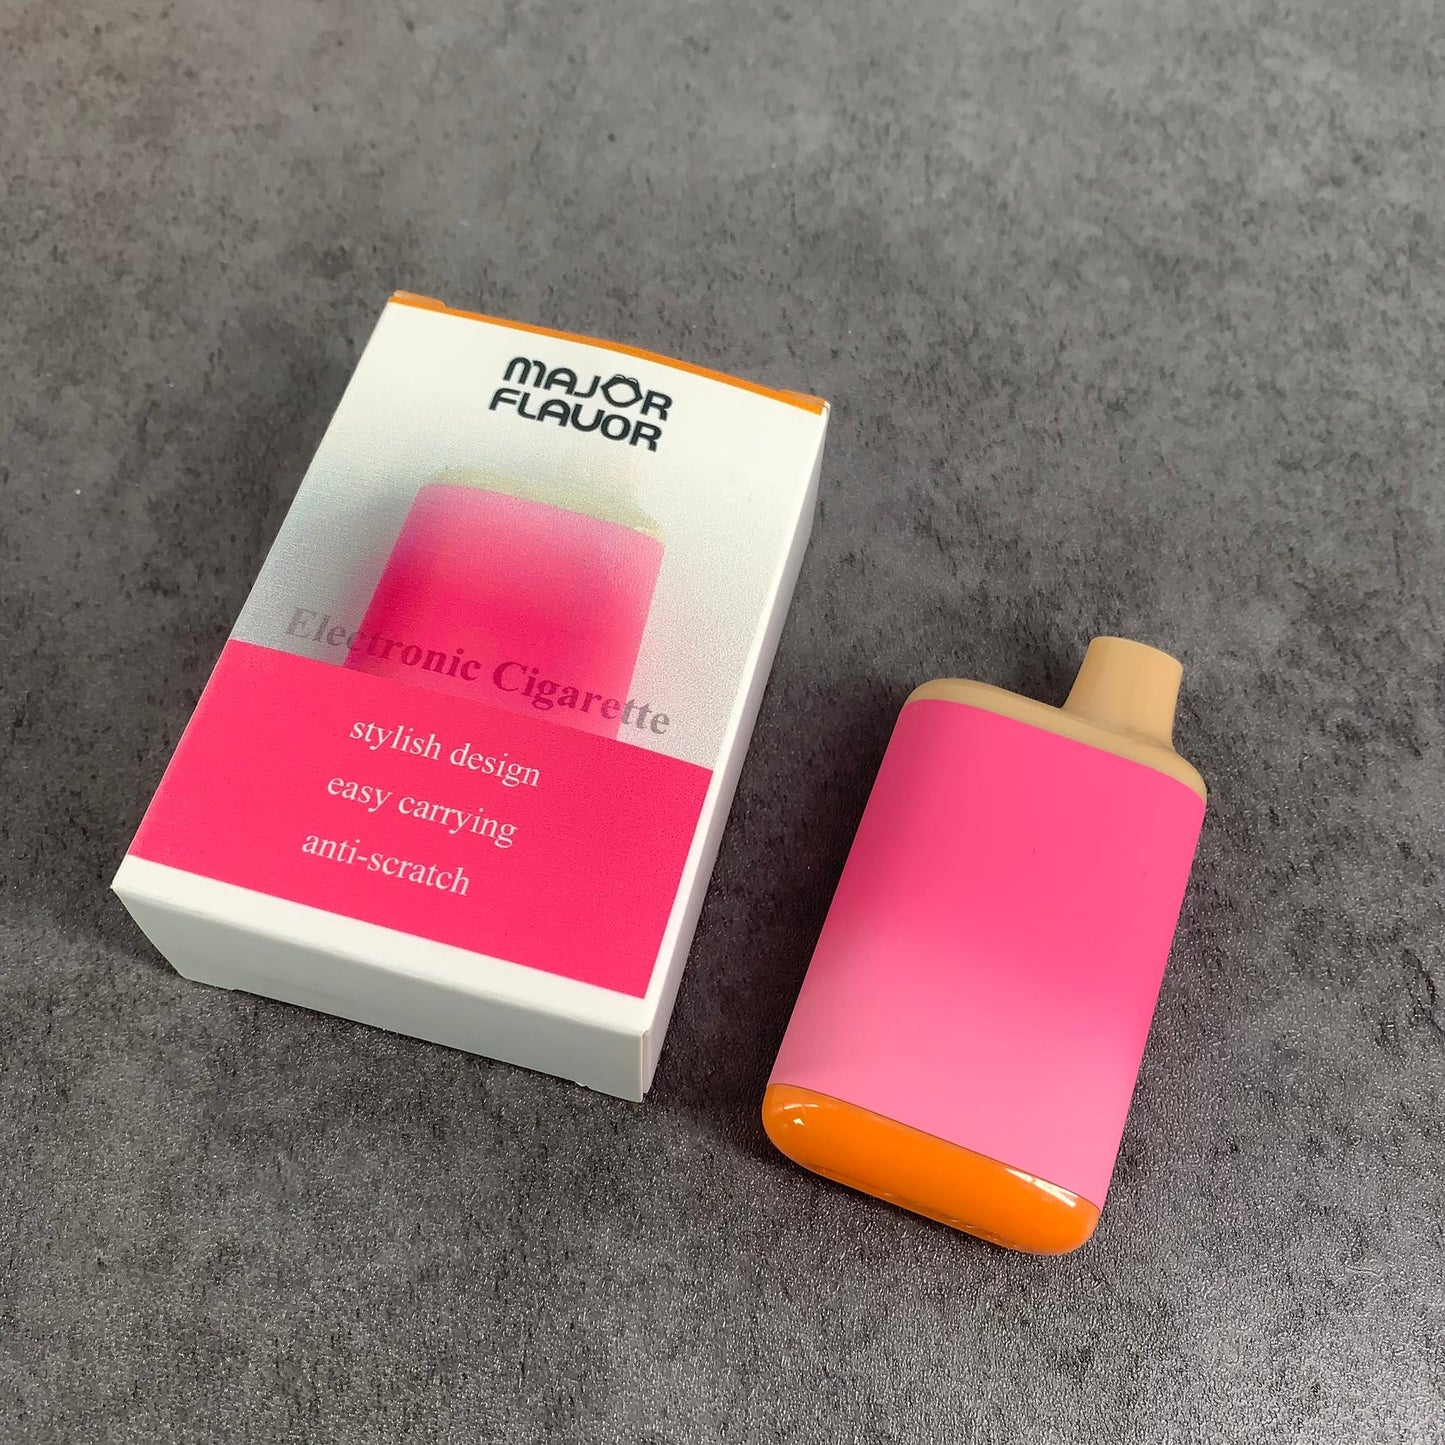 MAJOR
FLAVOR
Electronic Cigarette
stylish design
easy carrying
anti-scratch